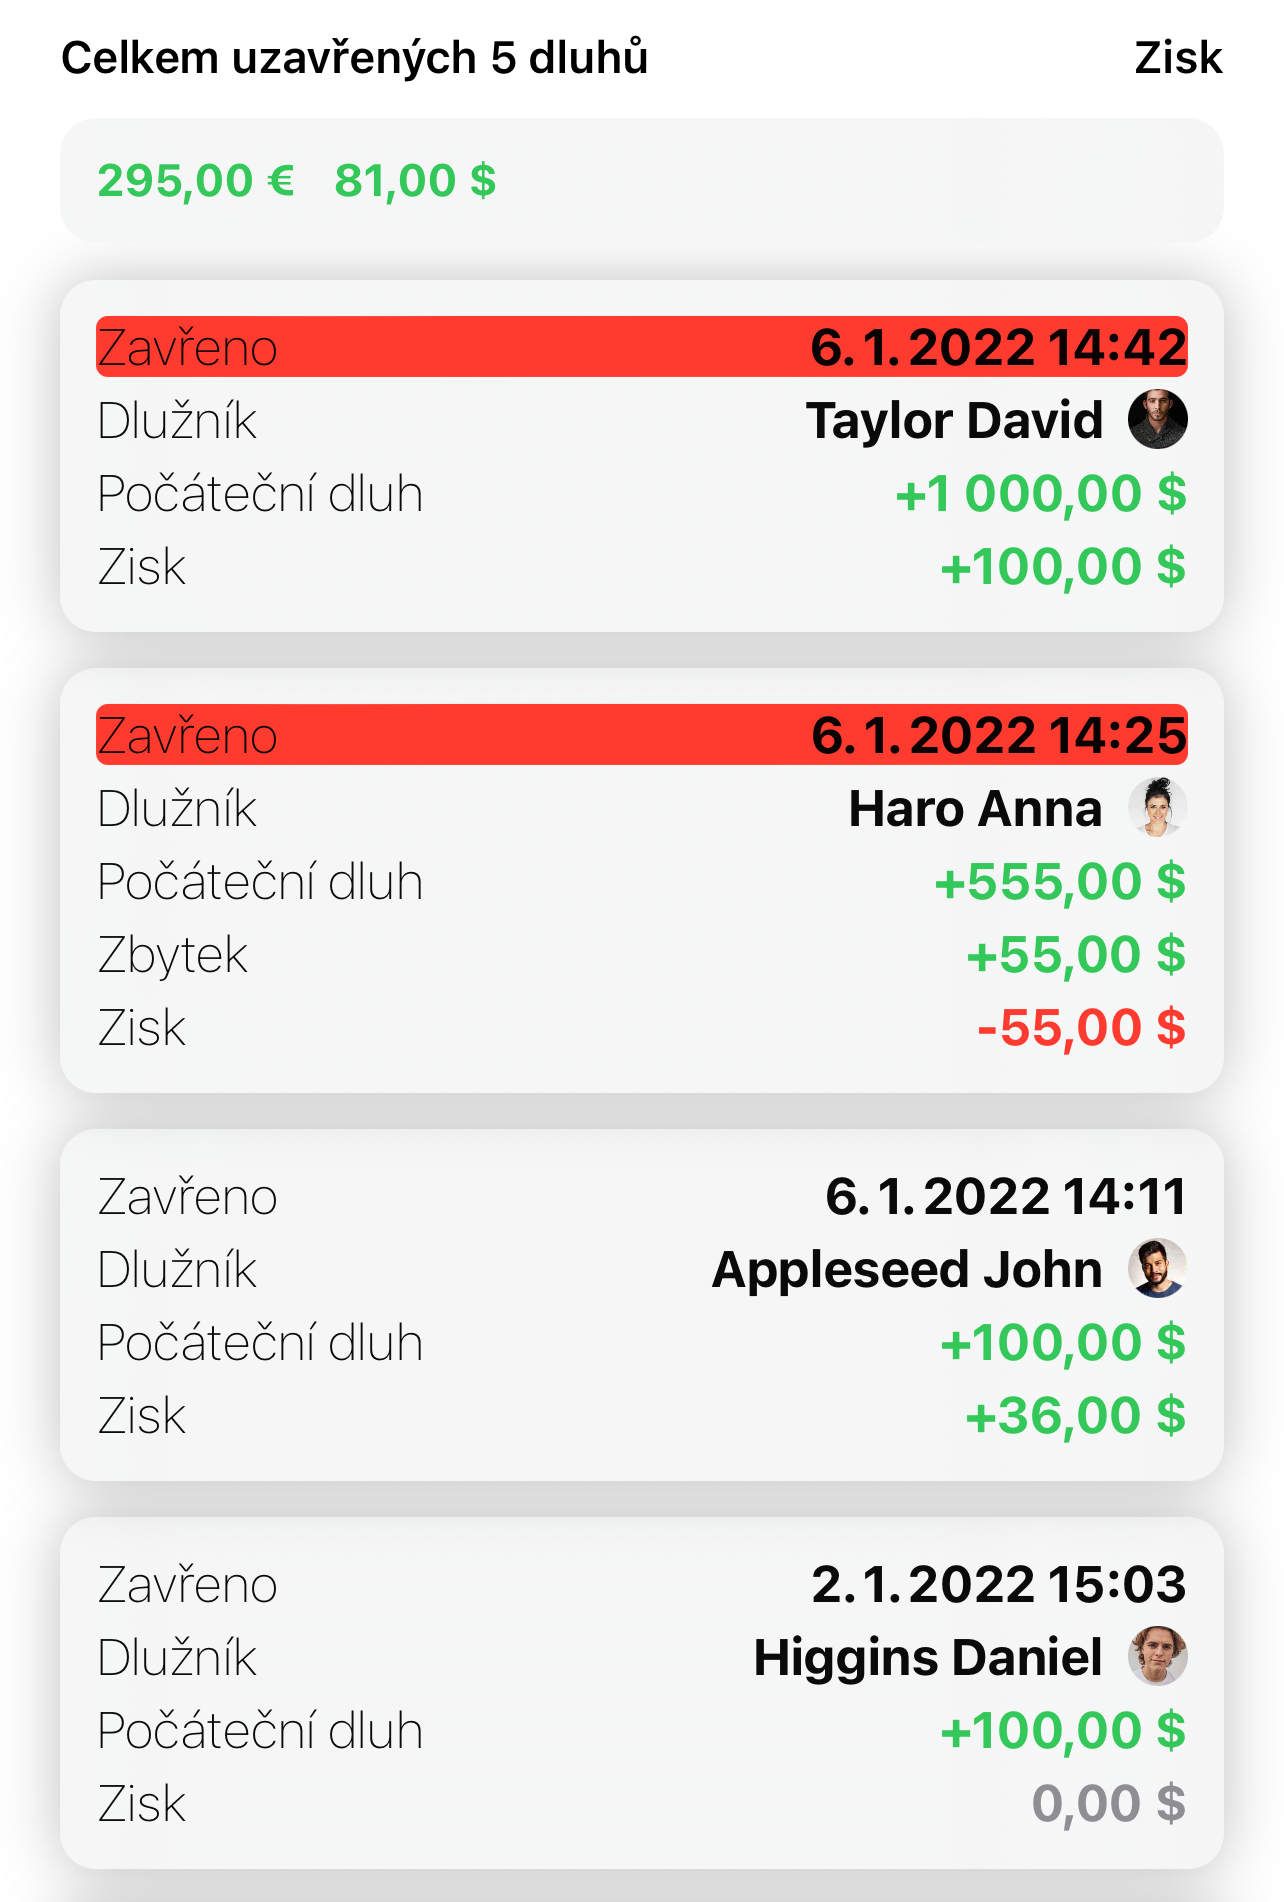 Celkem uzavřených 5 dluhů Zisk
295,00 € 81,00 $
Zavřeno 6. 1. 2022 14:42
Dlužník Taylor David
Počáteční dluh +1 000,00 $
Zisk +100,00 $
Zavřeno 6. 1. 2022 14:25
Dlužník Haro Anna
Počáteční dluh +555,00 $
Zbytek +55,00 $
Zisk -55,00 $
Zavřeno 6. 1. 2022 14:11
Dlužník Appleseed John
Počáteční dluh +100,00 $
Zisk +36,00 $
Zavřeno 2. 1. 2022 15:03
Dlužník Higgins Daniel
Počáteční dluh +100,00 $
Zisk 0,00 $